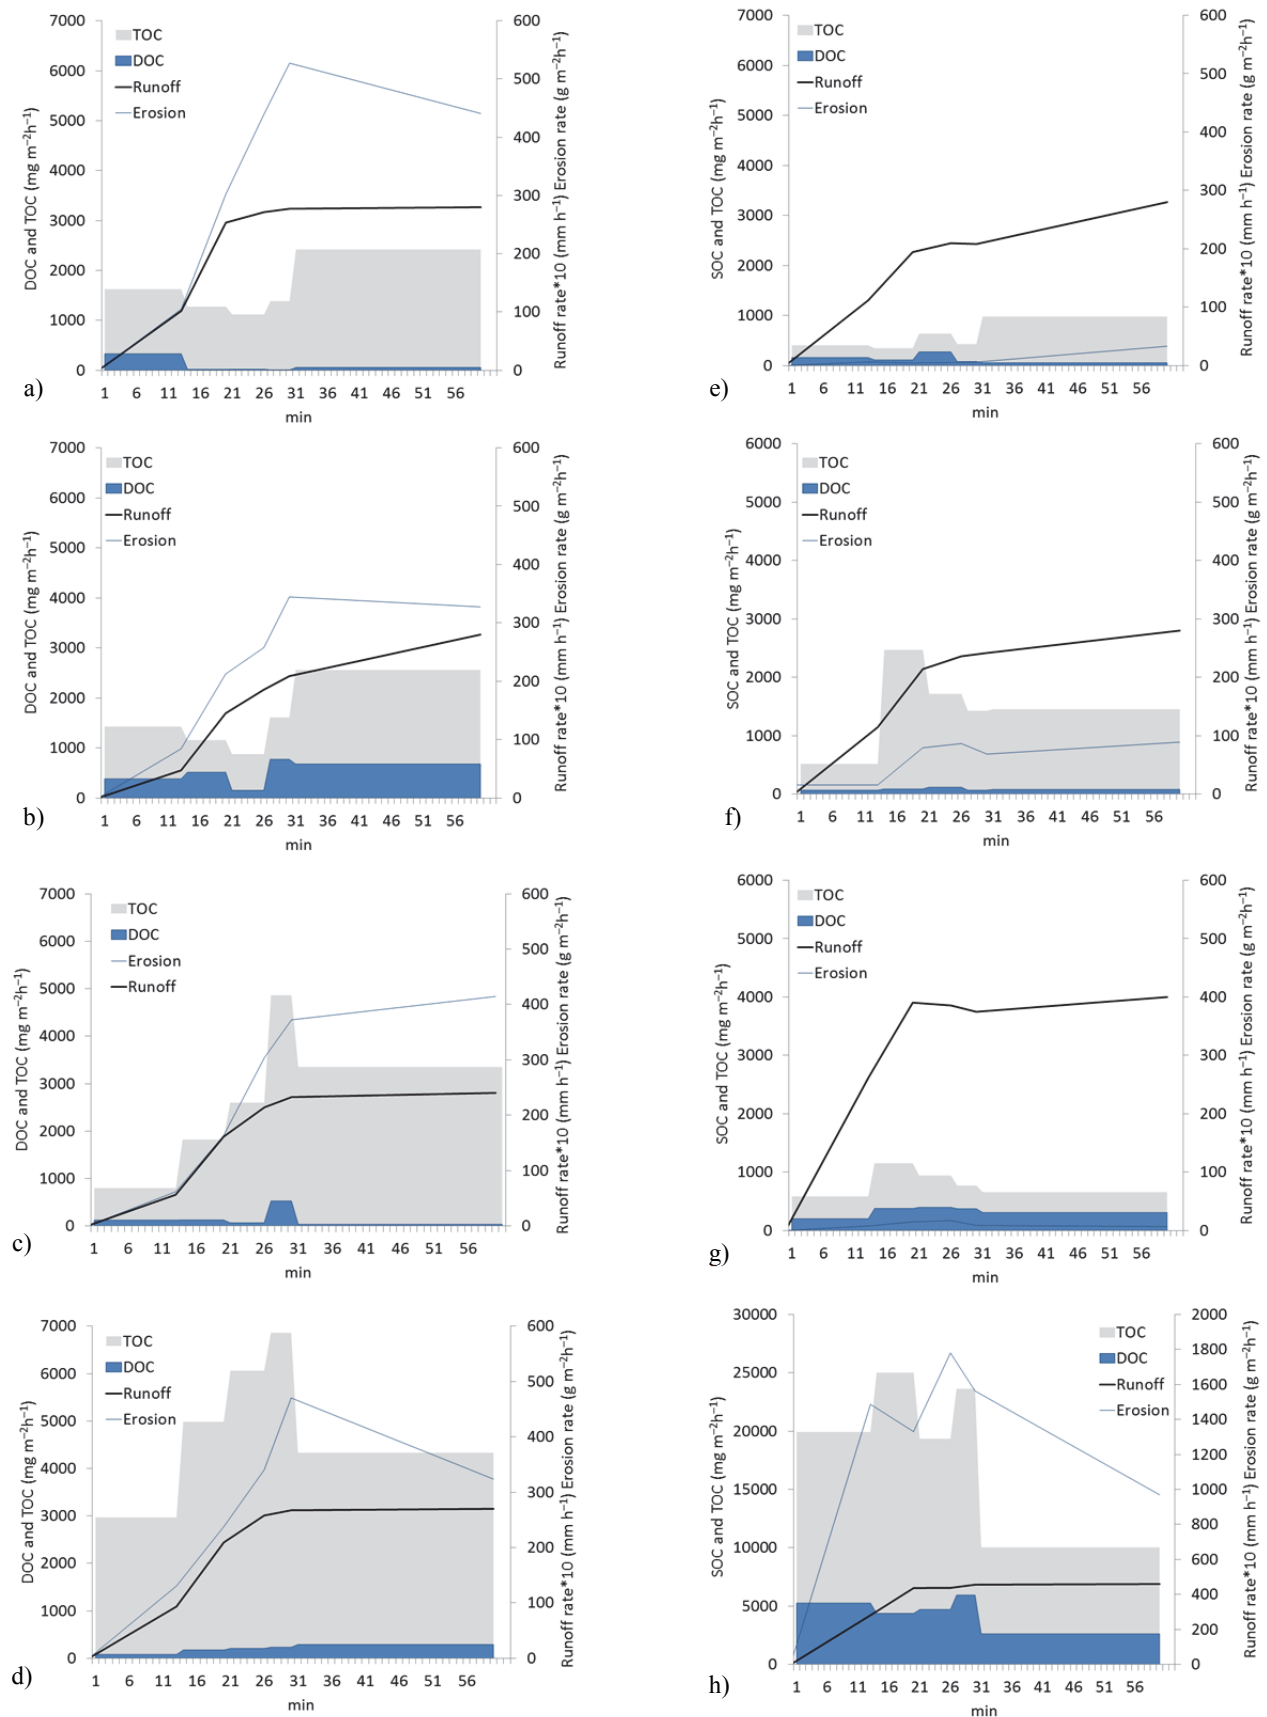 7000
6000
5000
4000
3000
2000
1000
0
DOC and TOC (mg m⁻²h⁻¹)
TOC
DOC
Runoff
Erosion
600
500
400
300
200
100
0
Runoff rate*10 (mm h⁻¹) Erosion rate (g m⁻²h⁻¹)
1 6 11 16 21 26 31 36 41 46 51 56
min
a)
7000
6000
5000
4000
3000
2000
1000
0
SOC and TOC (mg m⁻²h⁻¹)
TOC
DOC
Runoff
Erosion
600
500
400
300
200
100
0
Runoff rate*10 (mm h⁻¹) Erosion rate (g m⁻²h⁻¹)
1 6 11 16 21 26 31 36 41 46 51 56
min
e)
7000
6000
5000
4000
3000
2000
1000
0
DOC and TOC (mg m⁻²h⁻¹)
TOC
DOC
Runoff
Erosion
600
500
400
300
200
100
0
Runoff rate*10 (mm h⁻¹) Erosion rate (g m⁻²h⁻¹)
1 6 11 16 21 26 31 36 41 46 51 56
min
b)
6000
5000
4000
3000
2000
1000
0
SOC and TOC (mg m⁻²h⁻¹)
TOC
DOC
Runoff
Erosion
600
500
400
300
200
100
0
Runoff rate*10 (mm h⁻¹) Erosion rate (g m⁻²h⁻¹)
1 6 11 16 21 26 31 36 41 46 51 56
min
f)
7000
6000
5000
4000
3000
2000
1000
0
DOC and TOC (mg m⁻²h⁻¹)
TOC
DOC
Erosion
Runoff
600
500
400
300
200
100
0
Runoff rate*10 (mm h⁻¹) Erosion rate (g m⁻²h⁻¹)
1 6 11 16 21 26 31 36 41 46 51 56
min
c)
6000
5000
4000
3000
2000
1000
0
SOC and TOC (mg m⁻²h⁻¹)
TOC
DOC
Runoff
Erosion
600
500
400
300
200
100
0
Runoff rate*10 (mm h⁻¹) Erosion rate (g m⁻²h⁻¹)
1 6 11 16 21 26 31 36 41 46 51 56
min
g)
7000
6000
5000
4000
3000
2000
1000
0
DOC and TOC (mg m⁻²h⁻¹)
TOC
DOC
Runoff
Erosion
600
500
400
300
200
100
0
Runoff rate*10 (mm h⁻¹) Erosion rate (g m⁻²h⁻¹)
1 6 11 16 21 26 31 36 41 46 51 56
min
d)
30000
25000
20000
15000
10000
5000
0
SOC and TOC (mg m⁻²h⁻¹)
TOC
DOC
Runoff
Erosion
2000
1800
1600
1400
1200
1000
800
600
400
200
0
Runoff rate*10 (mm h⁻¹) Erosion rate (g m⁻²h⁻¹)
1 6 11 16 21 26 31 36 41 46 51 56
min
h)